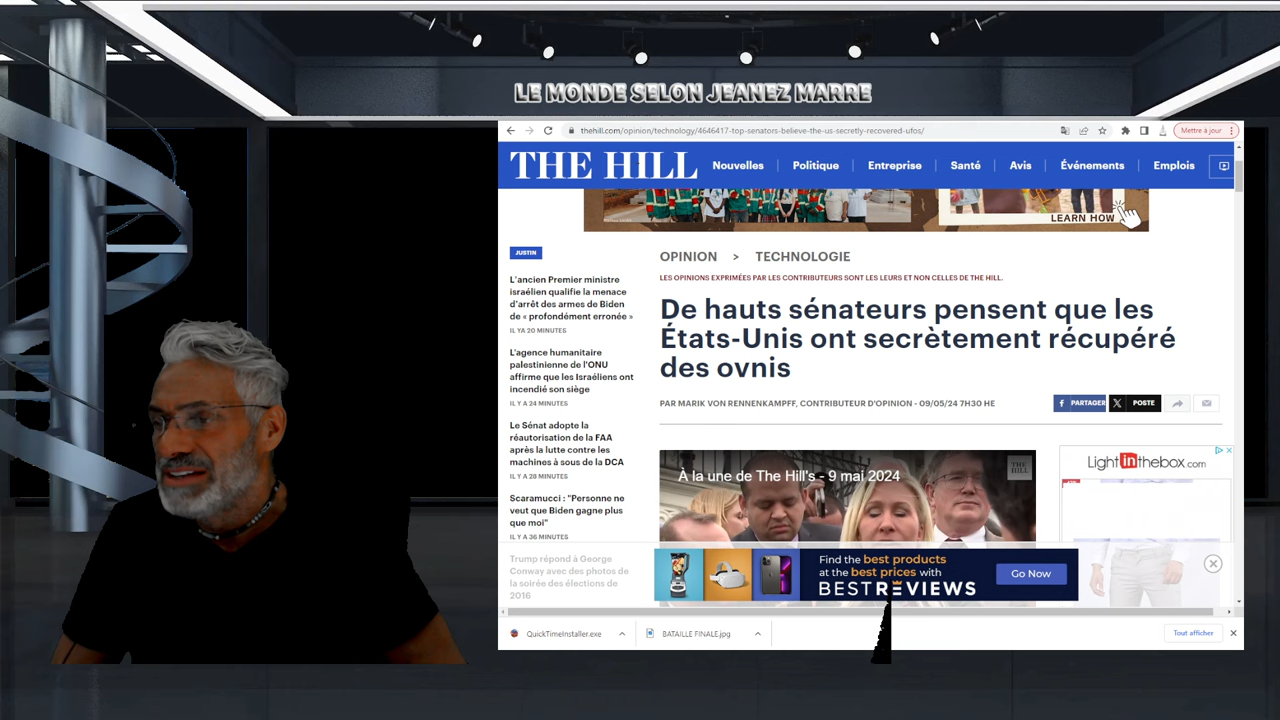 LE MONDE SELON JEANEZ MARRE
thehill.com/opinion/technology/4646417-top-senators-believe-the-us-secretly-recovered-ufos/
Mettre à jour
THE HILL
Nouvelles
Politique
Entreprise
Santé
Avis
Événements
Emplois
LEARN HOW
JUSTIN
L'ancien Premier ministre
israélien qualifie la menace
d'arrêt des armes de Biden
de « profondément erronée »
IL YA 20 MINUTES
L'agence humanitaire
palestinienne de l'ONU
affirme que les Israéliens ont
incendié son siège
IL Y A 24 MINUTES
Le Sénat adopte la
réautorisation de la FAA
après la lutte contre les
machines à sous de la DCA
IL Y A 28 MINUTES
Scaramucci : "Personne ne
veut que Biden gagne plus
que moi"
IL Y A 36 MINUTES
Trump répond à George
Conway avec des photos de
la soirée des élections de
2016
OPINION > TECHNOLOGIE
LES OPINIONS EXPRIMÉES PAR LES CONTRIBUTEURS SONT LES LEURS ET NON CELLES DE THE HILL.
De hauts sénateurs pensent que les
États-Unis ont secrètement récupéré
des ovnis
PAR MARIK VON RENNENKAMPFF, CONTRIBUTEUR D'OPINION - 09/05/24 7H30 HE
PARTAGER
POSTE
À la une de The Hill's - 9 mai 2024
THE HILL
Lightinthebox.com
Find the best products
at the best prices with
BESTREVIEWS
Go Now
QuickTimeInstaller.exe
BATAILLE FINALE.jpg
Tout afficher